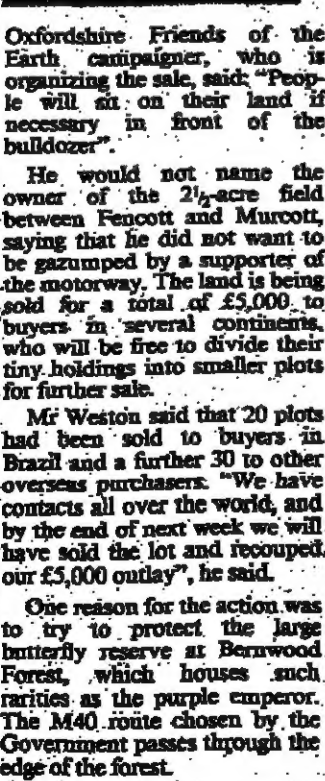 Oxfordshire Friends of the
Earth campaigner, who is
organizing the sale, said: "Peop-
le will sit on their land if
necessary in front of the
bulldozer".
He would not name the
owner of the 2½-acre field
between Fencott and Murcott,
saying that he did not want to
be gazumped by a supporter of
the motorway. The land is being
sold for a total of £5,000 to
buyers in several continents,
who will be free to divide their
tiny holdings into smaller plots
for further sale.
Mr Weston said that 20 plots
had been sold to buyers in
Brazil and a further 30 to other
overseas purchasers. "We have
contacts all over the world, and
by the end of next week we will
have sold the lot and recouped
our £5,000 outlay", he said.
One reason for the action was
to try to protect the large
butterfly reserve at Bernwood
Forest, which houses such
rarities as the purple emperor.
The M40 route chosen by the
Government passes through the
edge of the forest.